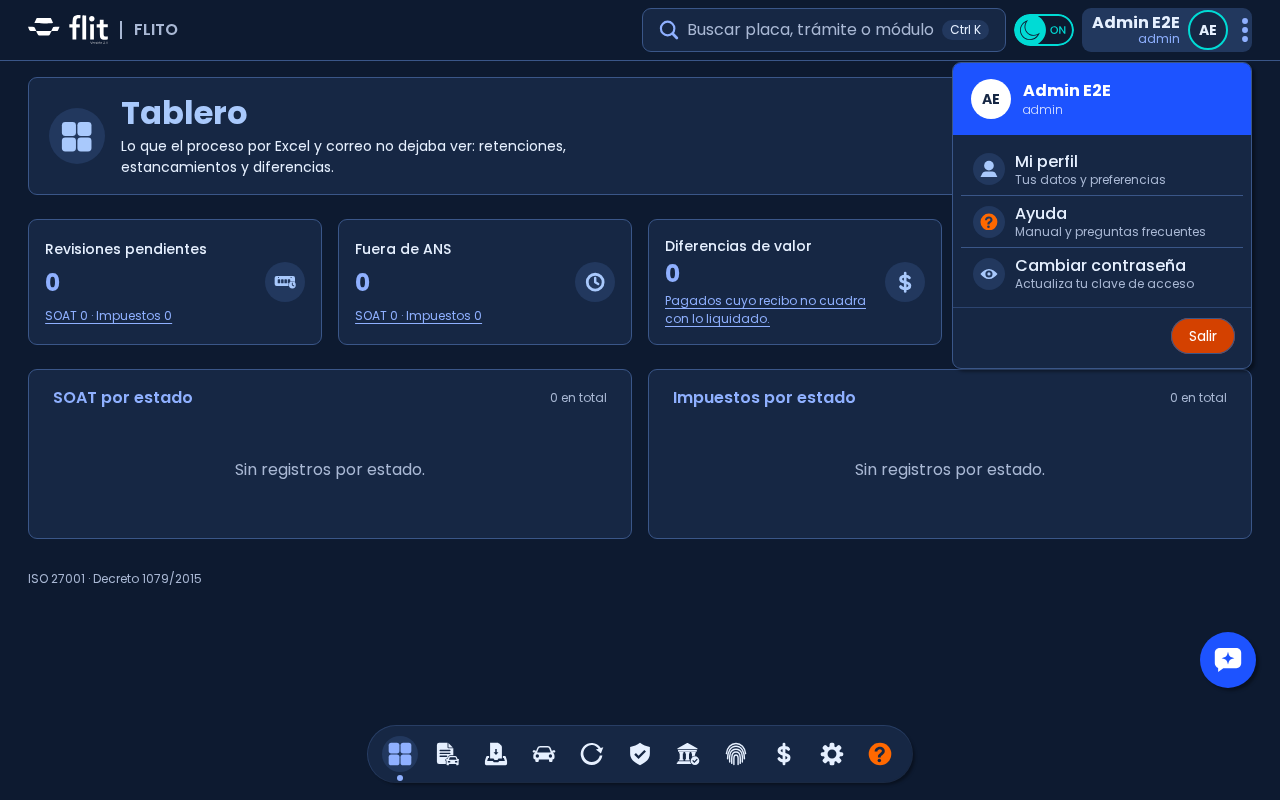 flit
FLITO
Buscar placa, trámite o módulo
Ctrl K
ON
Admin E2E
admin
AE
AE
Admin E2E
admin
Mi perfil
Tus datos y preferencias
Ayuda
Manual y preguntas frecuentes
Cambiar contraseña
Actualiza tu clave de acceso
Salir
Tablero
Lo que el proceso por Excel y correo no dejaba ver: retenciones,
estancamientos y diferencias.
Revisiones pendientes
0
SOAT 0 · Impuestos 0
Fuera de ANS
0
SOAT 0 · Impuestos 0
Diferencias de valor
0
Pagados cuyo recibo no cuadra
con lo liquidado.
SOAT por estado
0 en total
Sin registros por estado.
Impuestos por estado
0 en total
Sin registros por estado.
ISO 27001 · Decreto 1079/2015